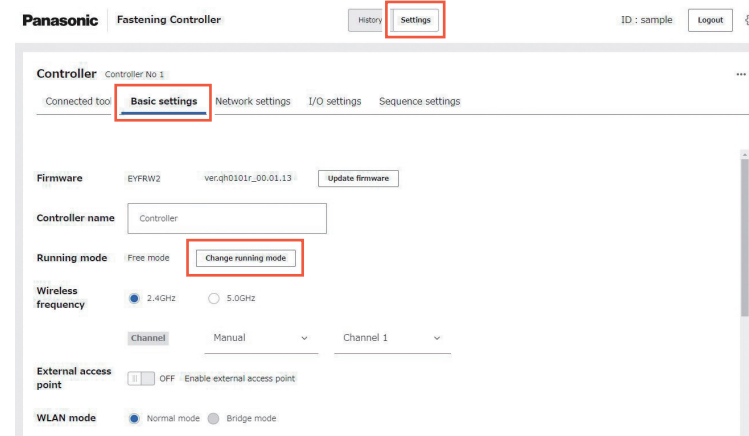 Panasonic Fastening Controller History Settings ID : sample Logout
Controller Controller No 1 ...
Connected tool Basic settings Network settings I/O settings Sequence settings
Firmware EYFRW2 ver.qh0101r_00.01.13 Update firmware
Controller name Controller
Running mode Free mode Change running mode
Wireless
frequency 2.4GHz 5.0GHz
Channel Manual Channel 1
External access
point OFF Enable external access point
WLAN mode Normal mode Bridge mode